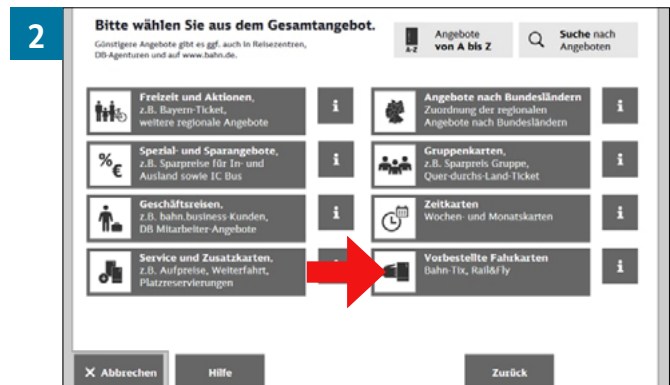 2
Bitte wählen Sie aus dem Gesamtangebot.
Günstigere Angebote gibt es ggf. auch in Reisezentren,
DB-Agenturen und auf www.bahn.de.
A-Z
Angebote
von A bis Z
Suche nach
Angeboten
Freizeit und Aktionen,
z.B. Bayern-Ticket,
weitere regionale Angebote
i
Angebote nach Bundesländern
Zuordnung der regionalen
Angebote nach Bundesländern
i
% €
Spezial- und Sparangebote,
z.B. Sparpreise für In- und
Ausland sowie IC Bus
i
Gruppenkarten,
z.B. Sparpreis Gruppe,
Quer-durchs-Land-Ticket
i
Geschäftsreisen,
z.B. bahn.business-Kunden,
DB Mitarbeiter-Angebote
i
Zeitkarten
Wochen- und Monatskarten
i
Service und Zusatzkarten,
z.B. Aufpreise, Weiterfahrt,
Platzreservierungen
Vorbestellte Fahrkarten
Bahn-Tix, Rail&Fly
i
X Abbrechen
Hilfe
Zurück